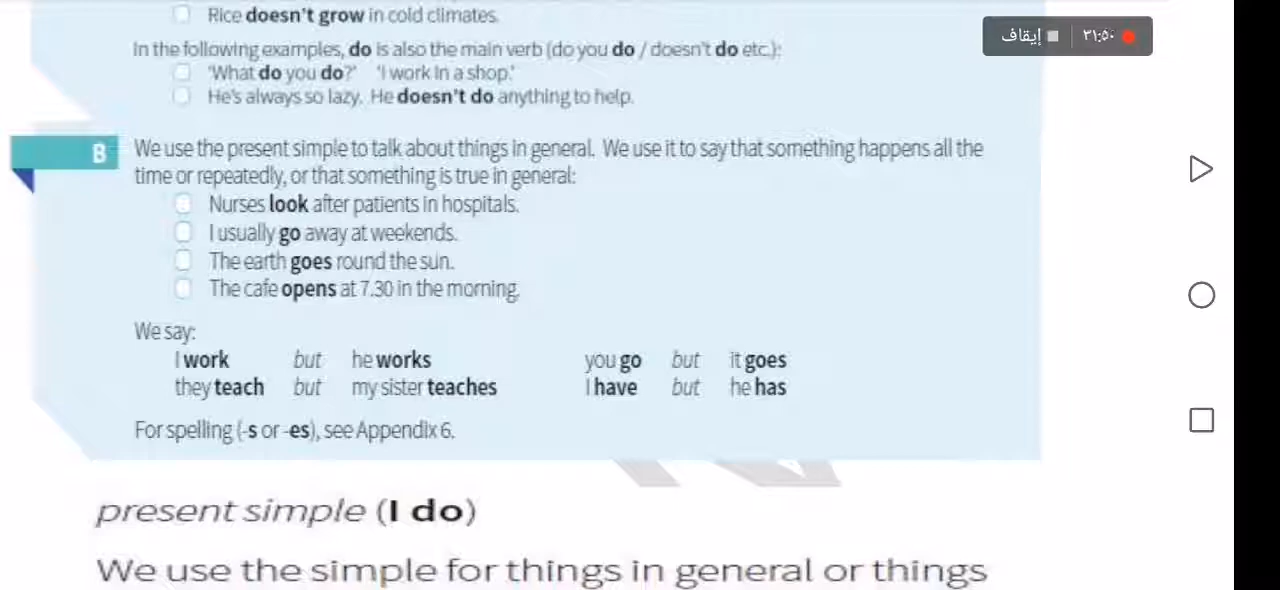 Rice doesn't grow in cold climates.
In the following examples, do is also the main verb (do you do / doesn't do etc.):
'What do you do?' 'I work in a shop.'
He's always so lazy. He doesn't do anything to help.
إيقاف ٣١:٥٠
B
We use the present simple to talk about things in general. We use it to say that something happens all the
time or repeatedly, or that something is true in general:
Nurses look after patients in hospitals.
I usually go away at weekends.
The earth goes round the sun.
The cafe opens at 7.30 in the morning.
We say:
I work but he works you go but it goes
they teach but my sister teaches I have but he has
For spelling (-s or -es), see Appendix 6.
present simple (I do)
We use the simple for things in general or things